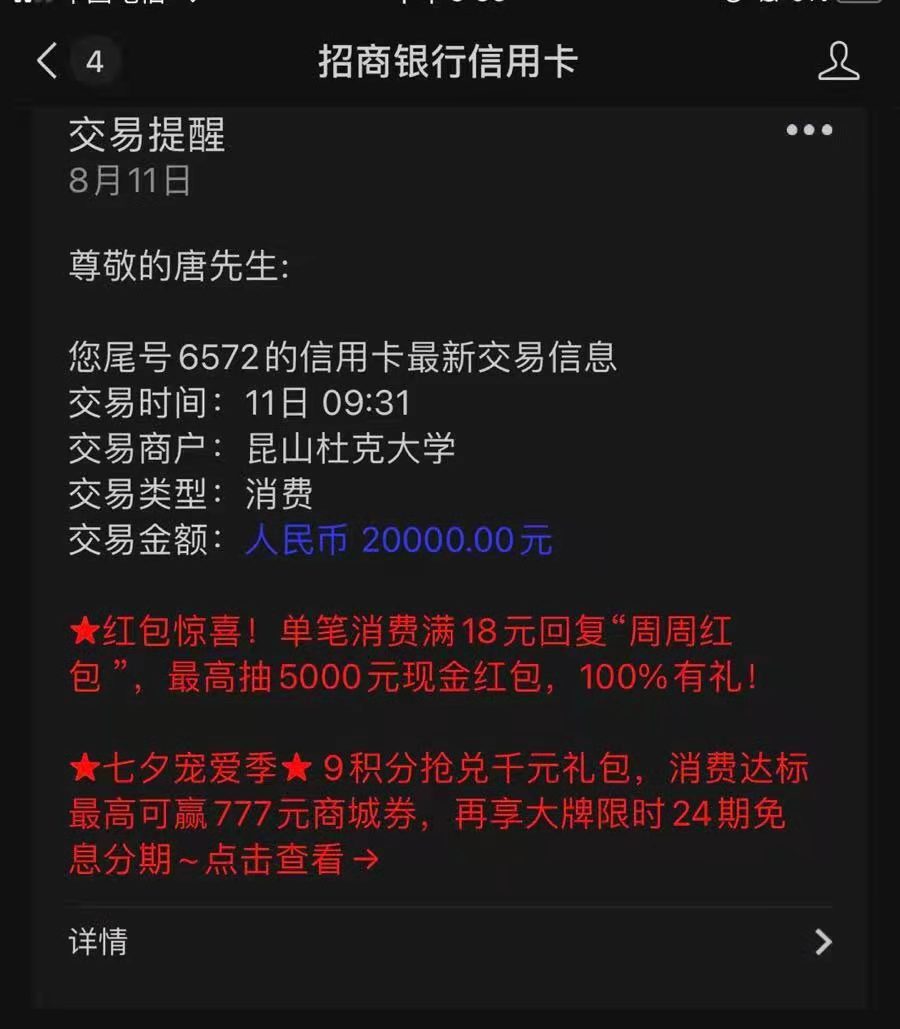 4
招商银行信用卡
交易提醒
8月11日
尊敬的唐先生:
您尾号6572的信用卡最新交易信息
交易时间：11日 09:31
交易商户：昆山杜克大学
交易类型：消费
交易金额：人民币 20000.00元
★红包惊喜！单笔消费满18元回复“周周红
包 ”，最高抽5000元现金红包，100%有礼！
★七夕宠爱季★ 9积分抢兑千元礼包，消费达标
最高可赢777元商城券，再享大牌限时24期免
息分期~点击查看→
详情